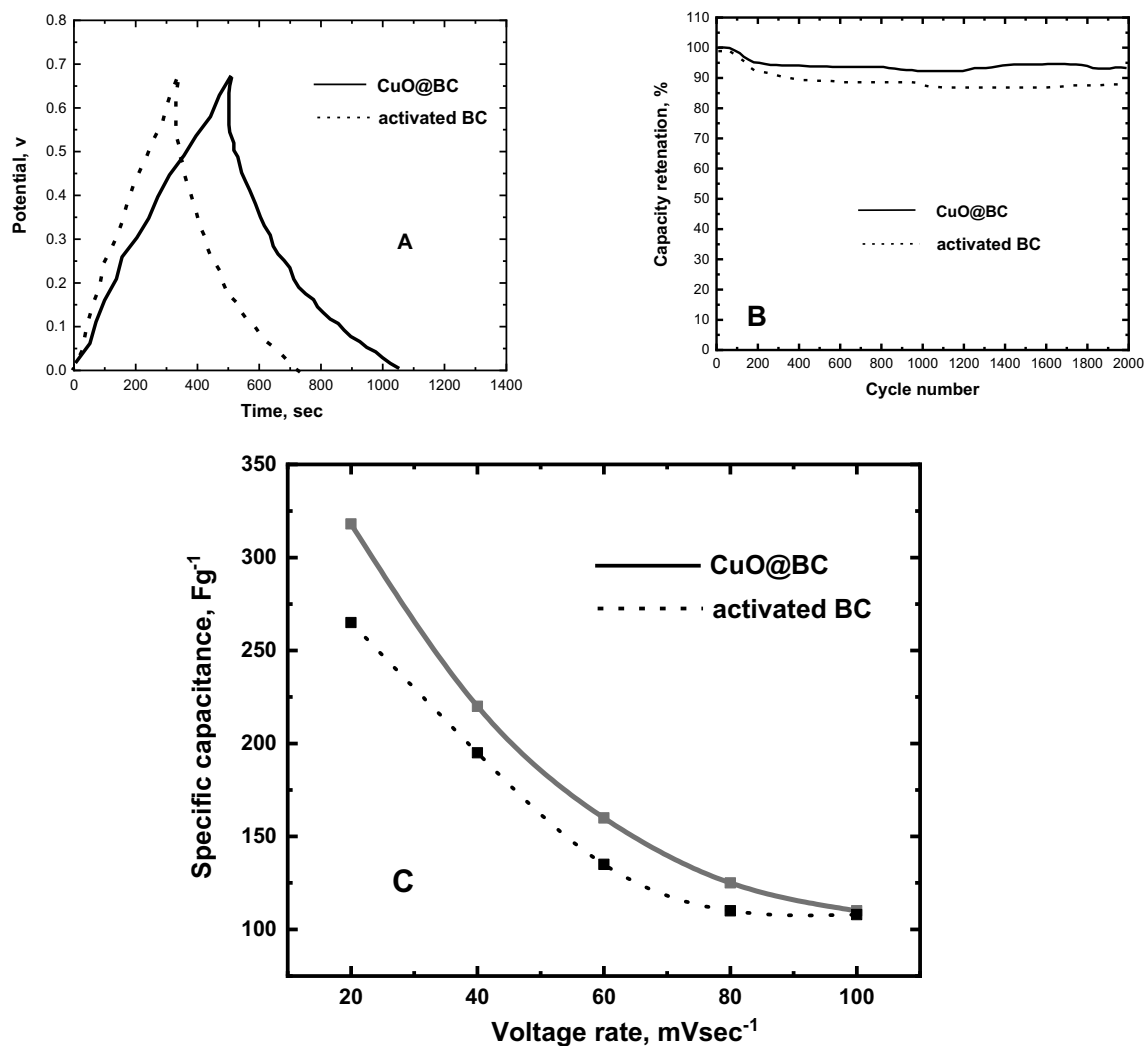 0.8
0.7
0.6
0.5
0.4
0.3
0.2
0.1
0.0
Potential, v
CuO@BC
activated BC
A
0 200 400 600 800 1000 1200 1400
Time, sec
110
100
90
80
70
60
50
40
30
20
10
0
Capacity retenation, %
CuO@BC
activated BC
B
0 200 400 600 800 1000 1200 1400 1600 1800 2000
Cycle number
350
300
250
200
150
100
Specific capacitance, Fg⁻¹
CuO@BC
activated BC
C
20 40 60 80 100
Voltage rate, mVsec⁻¹